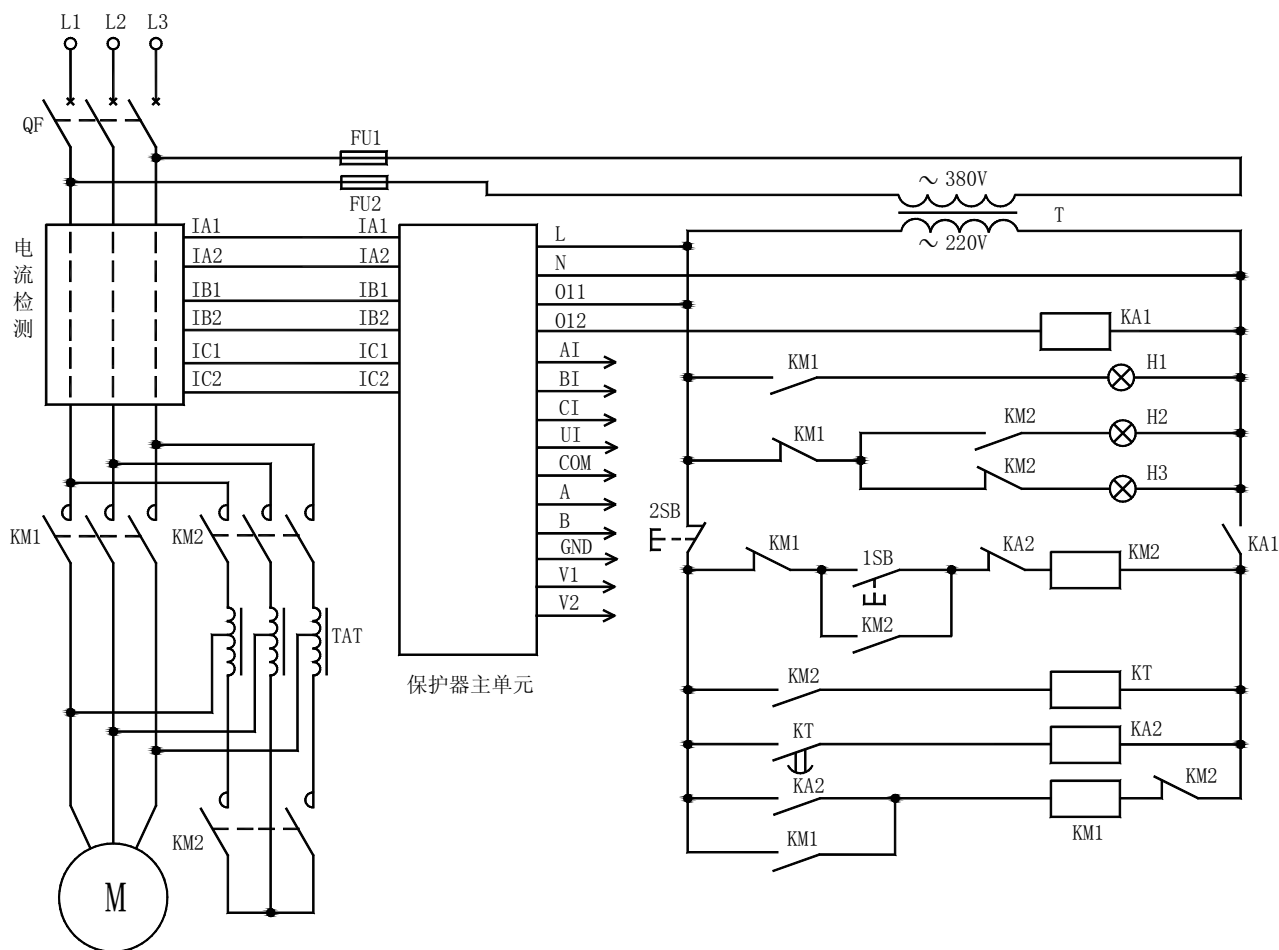 L1 L2 L3
QF
FU1
FU2
～380V
T
～220V
电流检测
IA1 IA1
IA2 IA2
IB1 IB1
IB2 IB2
IC1 IC1
IC2 IC2
L
N
011
012
AI
BI
CI
UI
COM
A
B
GND
V1
V2
保护器主单元
KA1
KM1 H1
KM1 KM2 H2
KM2 H3
2SB
KM1 1SB KA2 KM2 KA1
KM2
KM2 KT
KT KA2
KA2 KM2
KM1
KM1
KM1 KM2
TAT
KM2
M